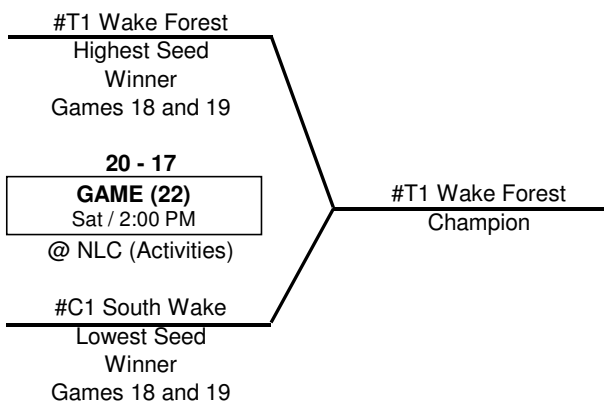 #T1 Wake Forest
Highest Seed
Winner
Games 18 and 19
20 - 17
GAME (22)
Sat / 2:00 PM
@ NLC (Activities)
#T1 Wake Forest
Champion
#C1 South Wake
Lowest Seed
Winner
Games 18 and 19